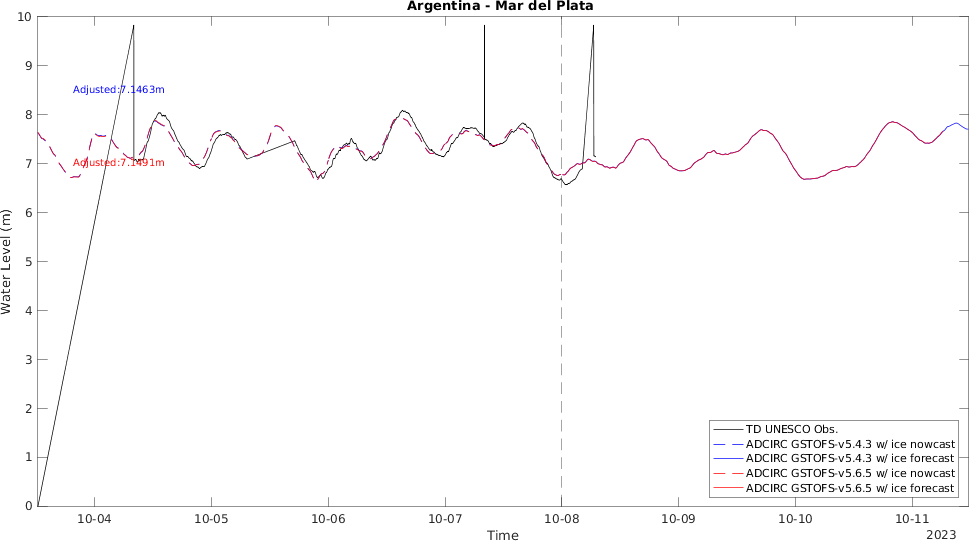 Argentina - Mar del Plata
10
9
8
7
6
5
4
3
2
1
0
Water Level (m)
Adjusted:7.1463m
Adjusted:7.1491m
TD UNESCO Obs.
ADCIRC GSTOFS-v5.4.3 w/ ice nowcast
ADCIRC GSTOFS-v5.4.3 w/ ice forecast
ADCIRC GSTOFS-v5.6.5 w/ ice nowcast
ADCIRC GSTOFS-v5.6.5 w/ ice forecast
10-04 10-05 10-06 10-07 10-08 10-09 10-10 10-11
Time
2023